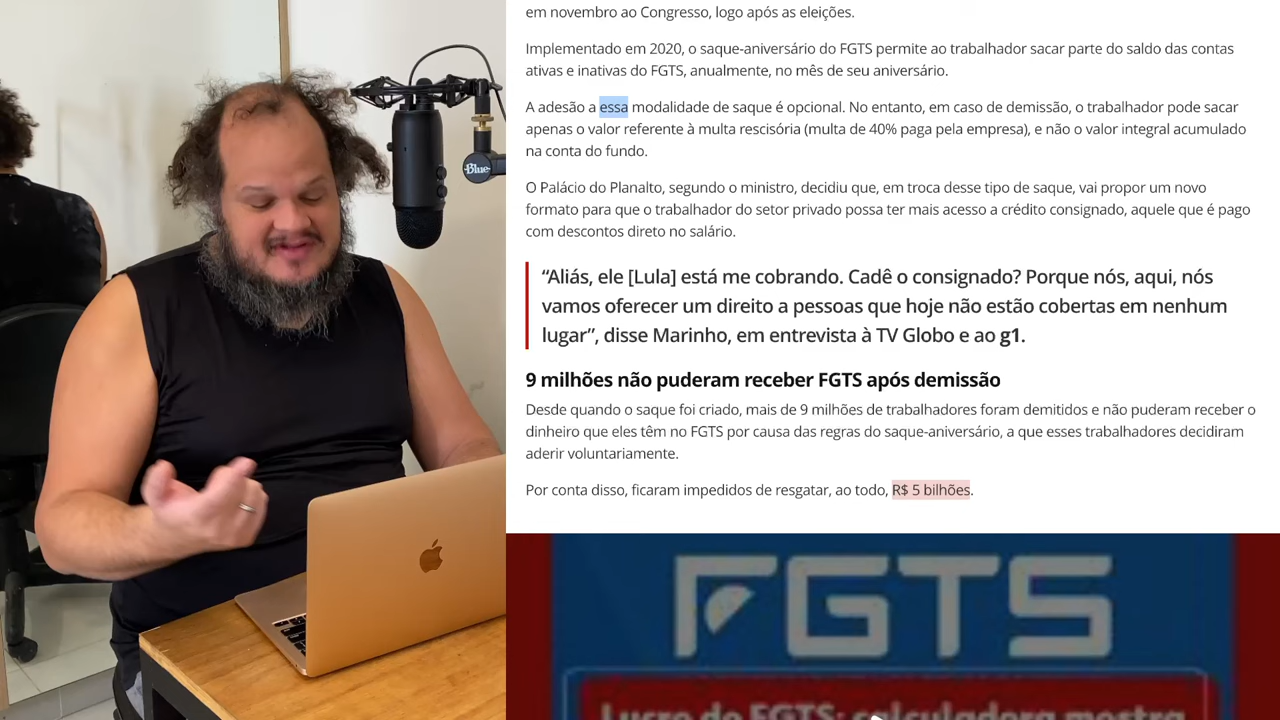 em novembro ao Congresso, logo após as eleições.
Implementado em 2020, o saque-aniversário do FGTS permite ao trabalhador sacar parte do saldo das contas
ativas e inativas do FGTS, anualmente, no mês de seu aniversário.
A adesão a essa modalidade de saque é opcional. No entanto, em caso de demissão, o trabalhador pode sacar
apenas o valor referente à multa rescisória (multa de 40% paga pela empresa), e não o valor integral acumulado
na conta do fundo.
O Palácio do Planalto, segundo o ministro, decidiu que, em troca desse tipo de saque, vai propor um novo
formato para que o trabalhador do setor privado possa ter mais acesso a crédito consignado, aquele que é pago
com descontos direto no salário.
“Aliás, ele [Lula] está me cobrando. Cadê o consignado? Porque nós, aqui, nós
vamos oferecer um direito a pessoas que hoje não estão cobertas em nenhum
lugar”, disse Marinho, em entrevista à TV Globo e ao g1.
9 milhões não puderam receber FGTS após demissão
Desde quando o saque foi criado, mais de 9 milhões de trabalhadores foram demitidos e não puderam receber o
dinheiro que eles têm no FGTS por causa das regras do saque-aniversário, a que esses trabalhadores decidiram
aderir voluntariamente.
Por conta disso, ficaram impedidos de resgatar, ao todo, R$ 5 bilhões.
FGTS
Lucro do FGTS: calculadora mostra
Blue